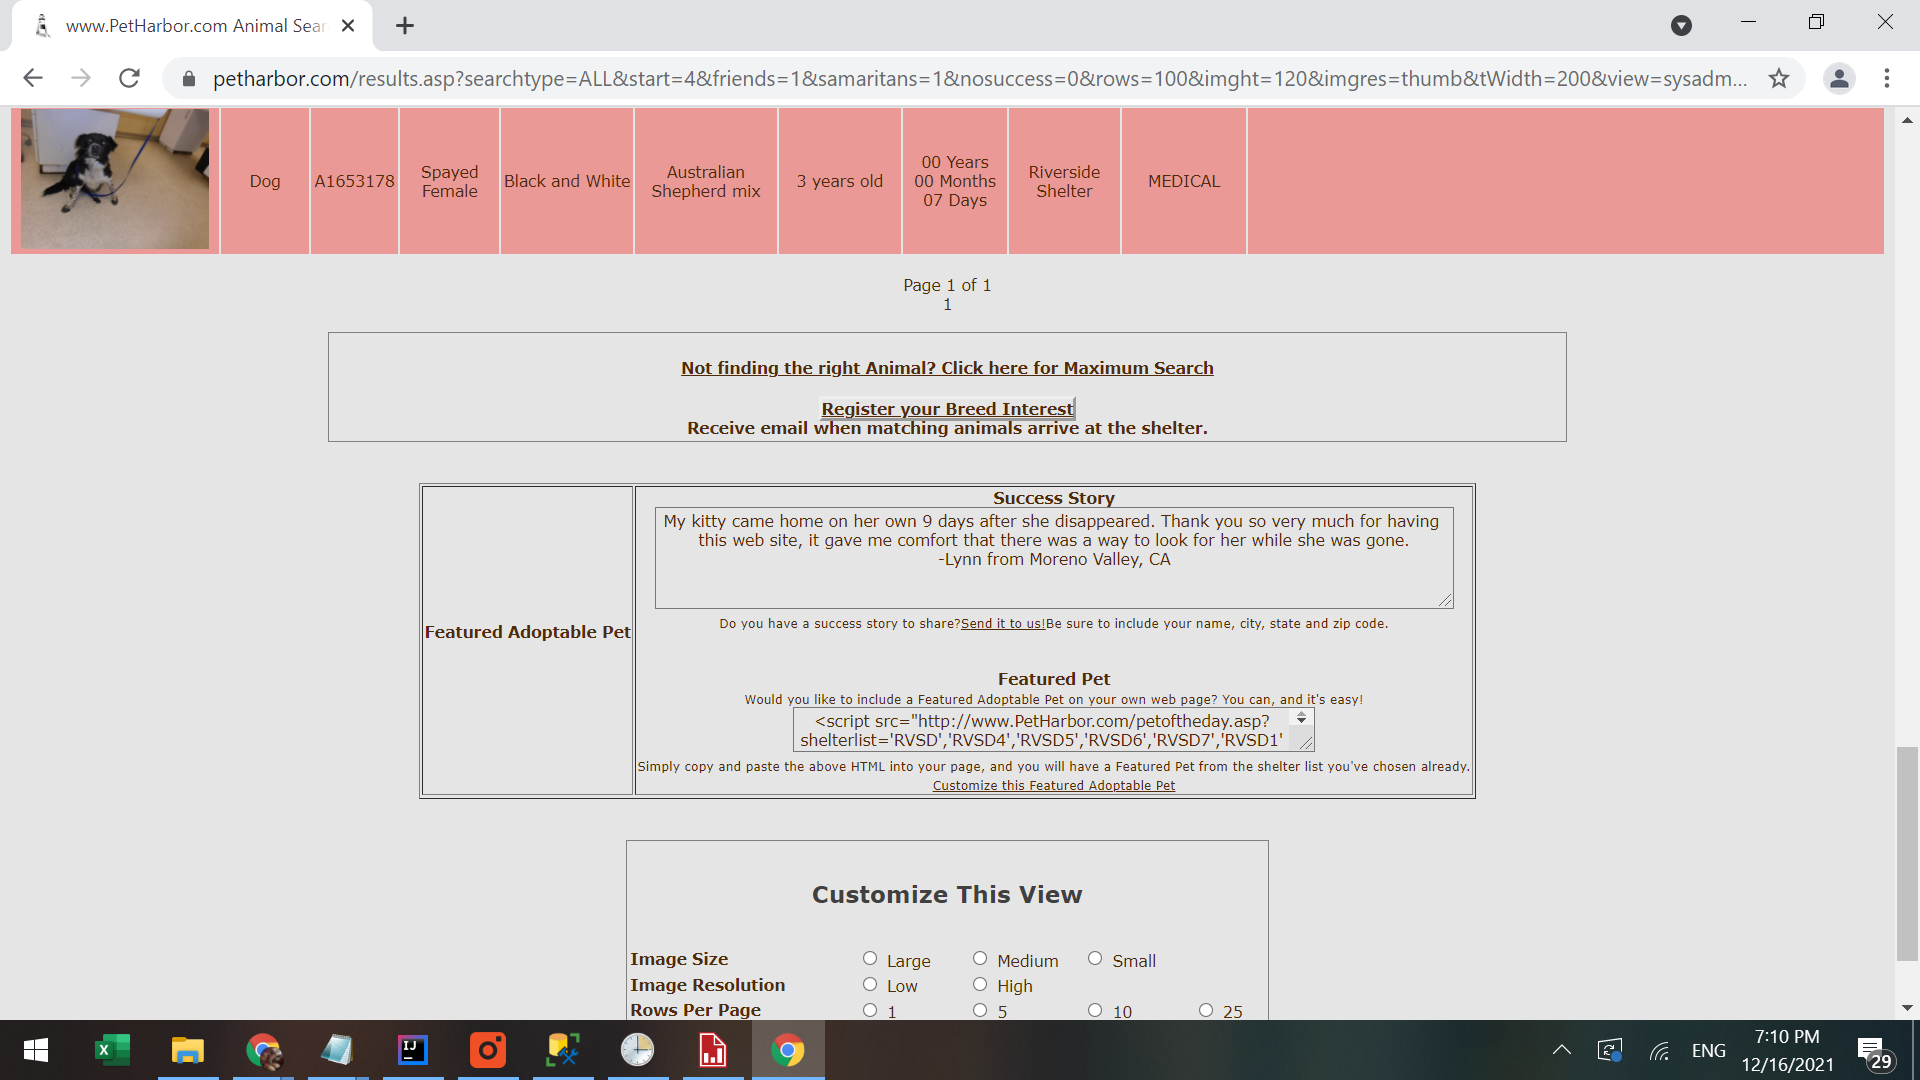 www.PetHarbor.com Animal Sear
petharbor.com/results.asp?searchtype=ALL&start=4&friends=1&samaritans=1&nosuccess=0&rows=100&imght=120&imgres=thumb&tWidth=200&view=sysadm...
Dog
A1653178
Spayed
Female
Black and White
Australian
Shepherd mix
3 years old
00 Years
00 Months
07 Days
Riverside
Shelter
MEDICAL
Page 1 of 1
1
Not finding the right Animal? Click here for Maximum Search
Register your Breed Interest
Receive email when matching animals arrive at the shelter.
Featured Adoptable Pet
Success Story
My kitty came home on her own 9 days after she disappeared. Thank you so very much for having
this web site, it gave me comfort that there was a way to look for her while she was gone.
-Lynn from Moreno Valley, CA
Do you have a success story to share?Send it to us!Be sure to include your name, city, state and zip code.
Featured Pet
Would you like to include a Featured Adoptable Pet on your own web page? You can, and it's easy!
<script src="http://www.PetHarbor.com/petoftheday.asp?
shelterlist='RVSD','RVSD4','RVSD5','RVSD6','RVSD7','RVSD1'
Simply copy and paste the above HTML into your page, and you will have a Featured Pet from the shelter list you've chosen already.
Customize this Featured Adoptable Pet
Customize This View
Image Size Large Medium Small
Image Resolution Low High
Rows Per Page 1 5 10 25
ENG
7:10 PM
12/16/2021
29